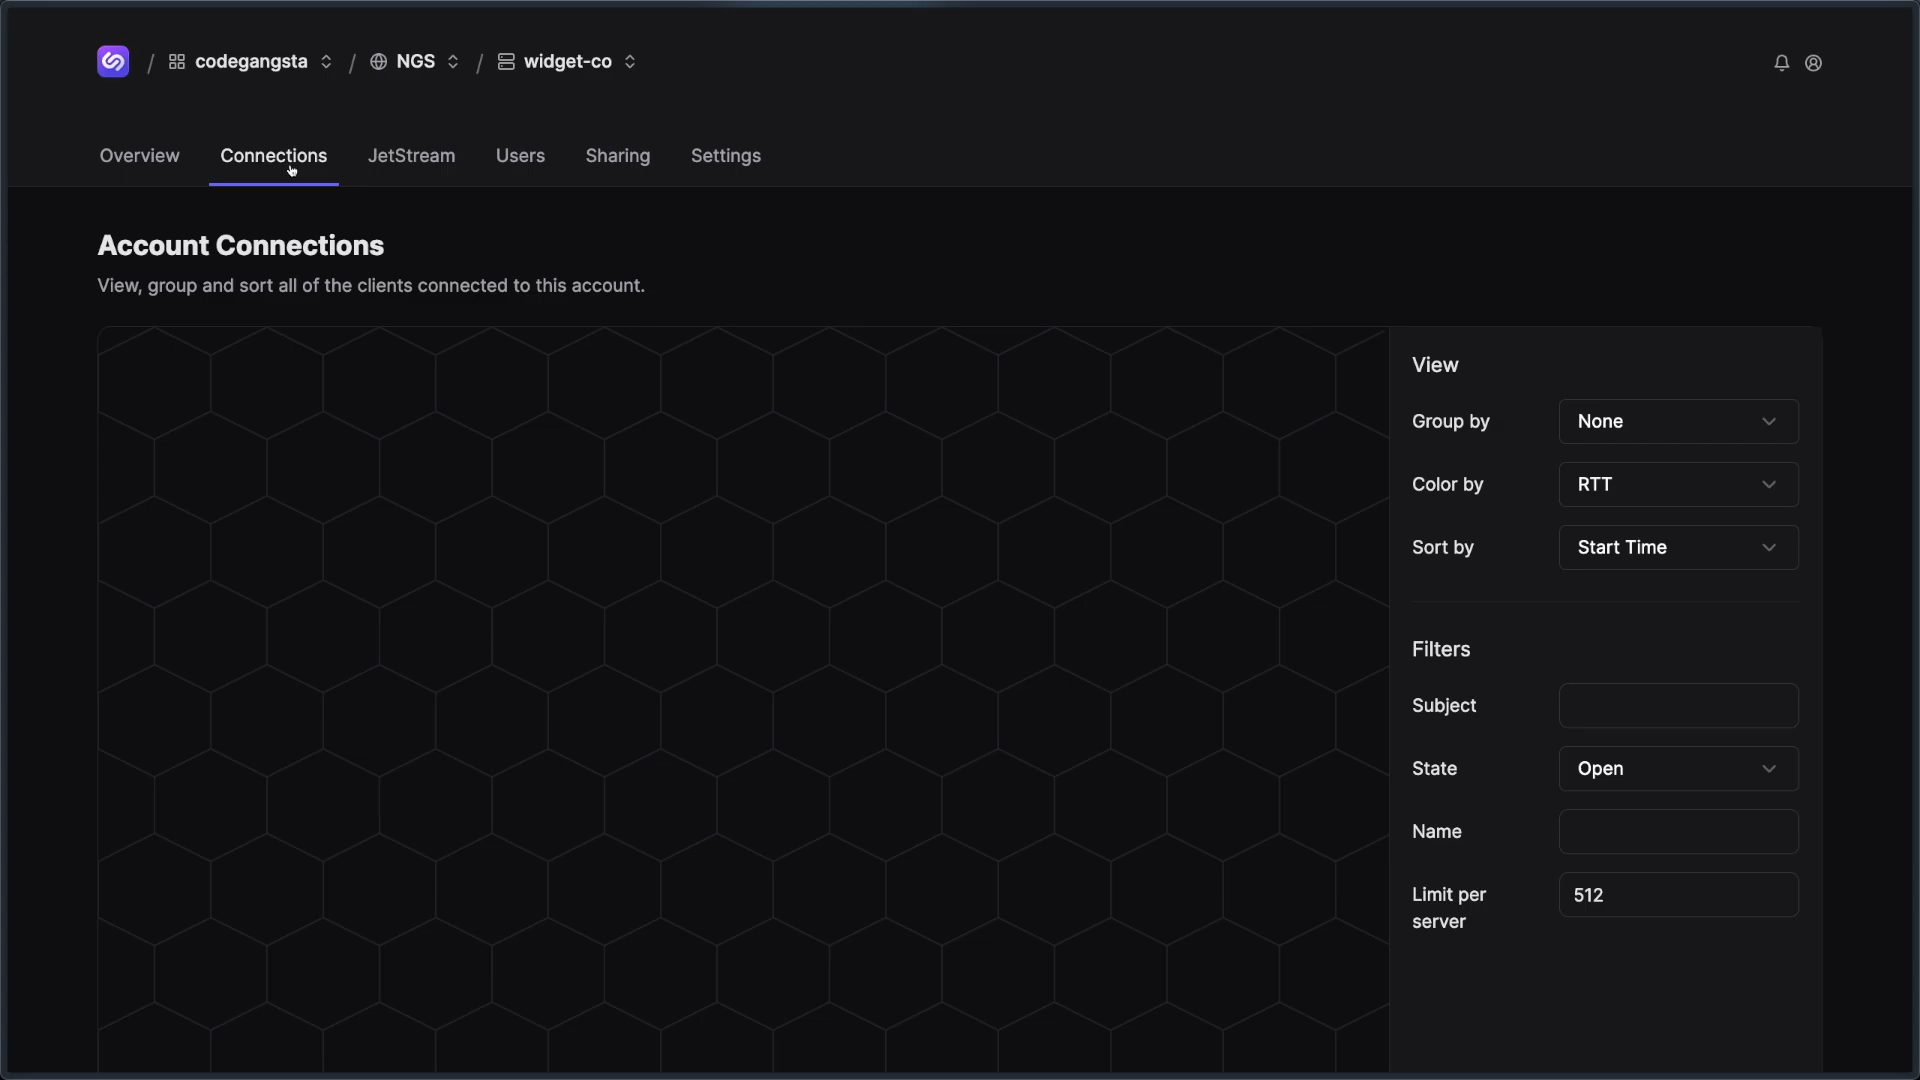 / codegangsta / NGS / widget-co
Overview Connections JetStream Users Sharing Settings
Account Connections
View, group and sort all of the clients connected to this account.
View
Group by None
Color by RTT
Sort by Start Time
Filters
Subject
State Open
Name
Limit per 512
server